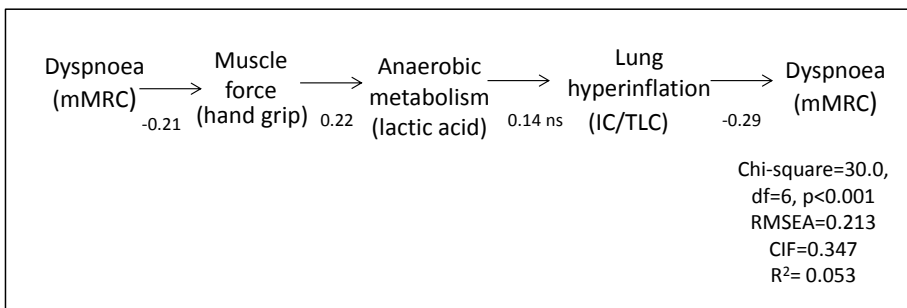 Dyspnoea
(mMRC)
-0.21
Muscle
force
(hand grip)
0.22
Anaerobic
metabolism
(lactic acid)
0.14 ns
Lung
hyperinflation
(IC/TLC)
-0.29
Dyspnoea
(mMRC)
Chi-square=30.0,
df=6, p<0.001
RMSEA=0.213
CIF=0.347
R²= 0.053